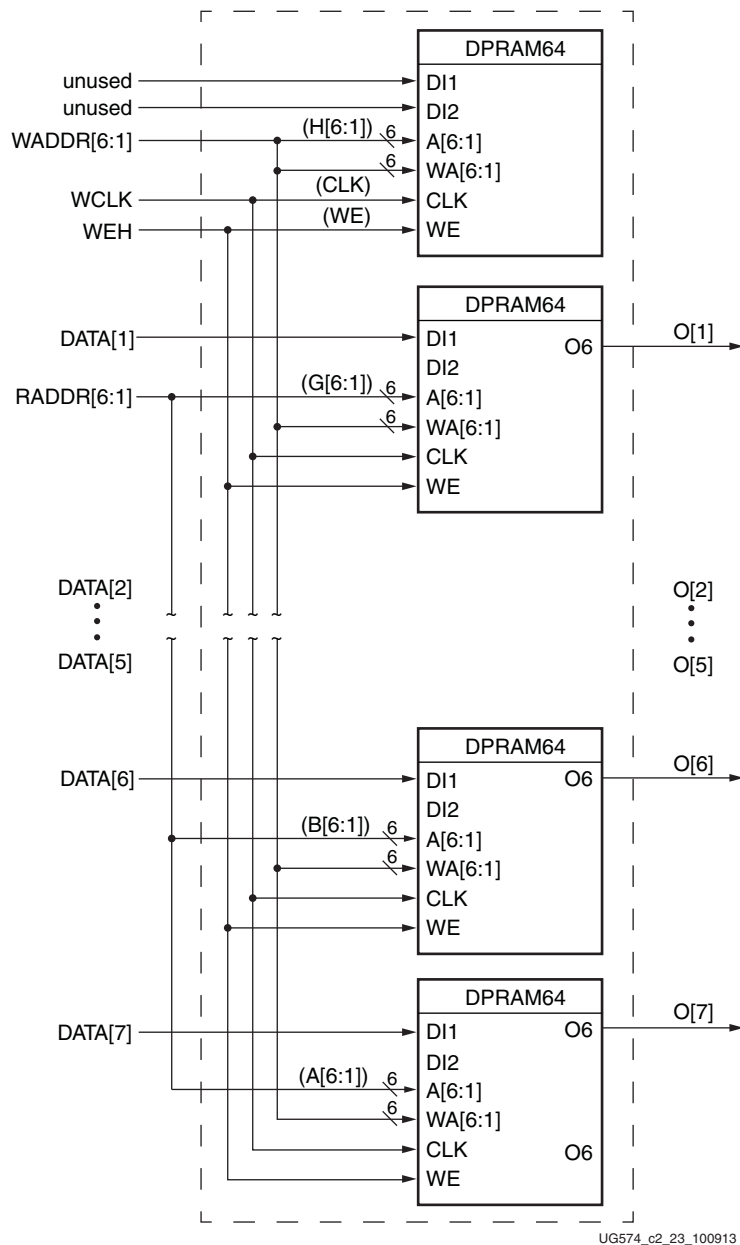 DPRAM64
unused DI1
unused DI2
WADDR[6:1] (H[6:1]) 6 A[6:1]
6 WA[6:1]
WCLK (CLK) CLK
WEH (WE) WE
DPRAM64
DATA[1] DI1 O6 O[1]
DI2
RADDR[6:1] (G[6:1]) 6 A[6:1]
6 WA[6:1]
CLK
WE
DATA[2] O[2]
DATA[5] O[5]
DPRAM64
DATA[6] DI1 O6 O[6]
DI2
(B[6:1]) 6 A[6:1]
6 WA[6:1]
CLK
WE
DPRAM64
DATA[7] DI1 O6 O[7]
DI2
(A[6:1]) 6 A[6:1]
6 WA[6:1]
CLK O6
WE
UG574_c2_23_100913